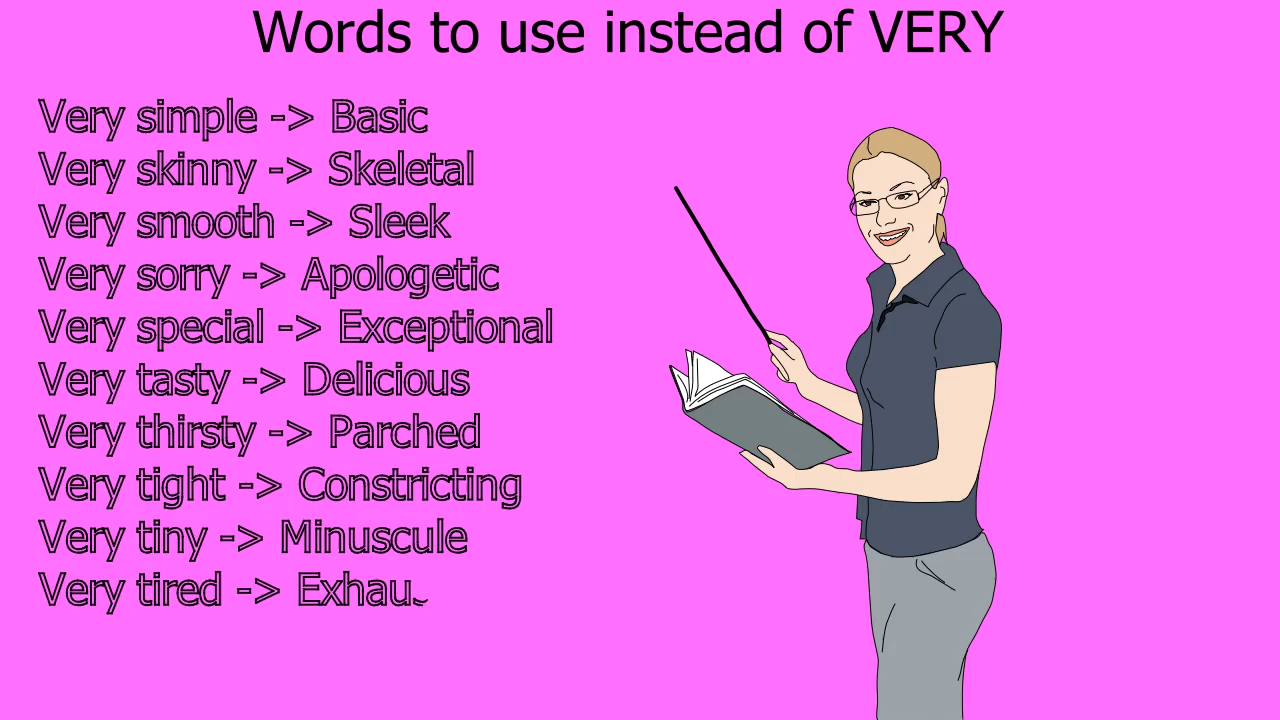 Words to use instead of VERY
Very simple -> Basic
Very skinny -> Skeletal
Very smooth -> Sleek
Very sorry -> Apologetic
Very special -> Exceptional
Very tasty -> Delicious
Very thirsty -> Parched
Very tight -> Constricting
Very tiny -> Minuscule
Very tired -> Exhau